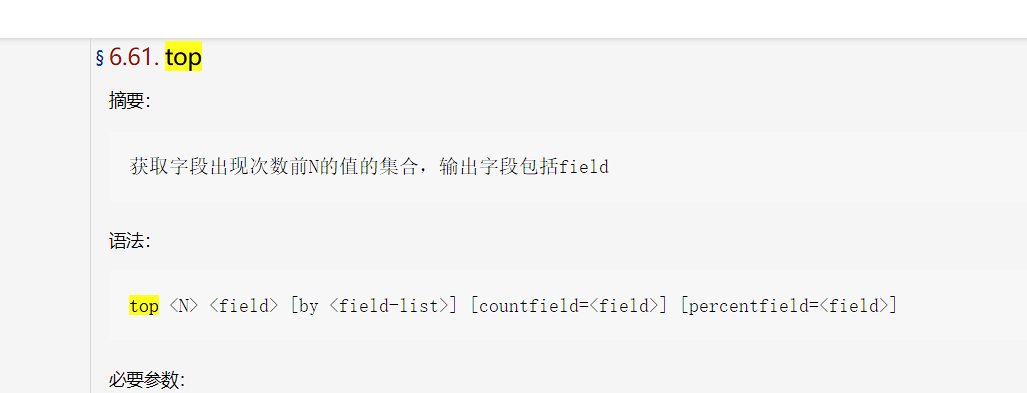 § 6.61. top
摘要：
获取字段出现次数前N的值的集合，输出字段包括field
语法：
top <N> <field> [by <field-list>] [countfield=<field>] [percentfield=<field>]
必要参数：